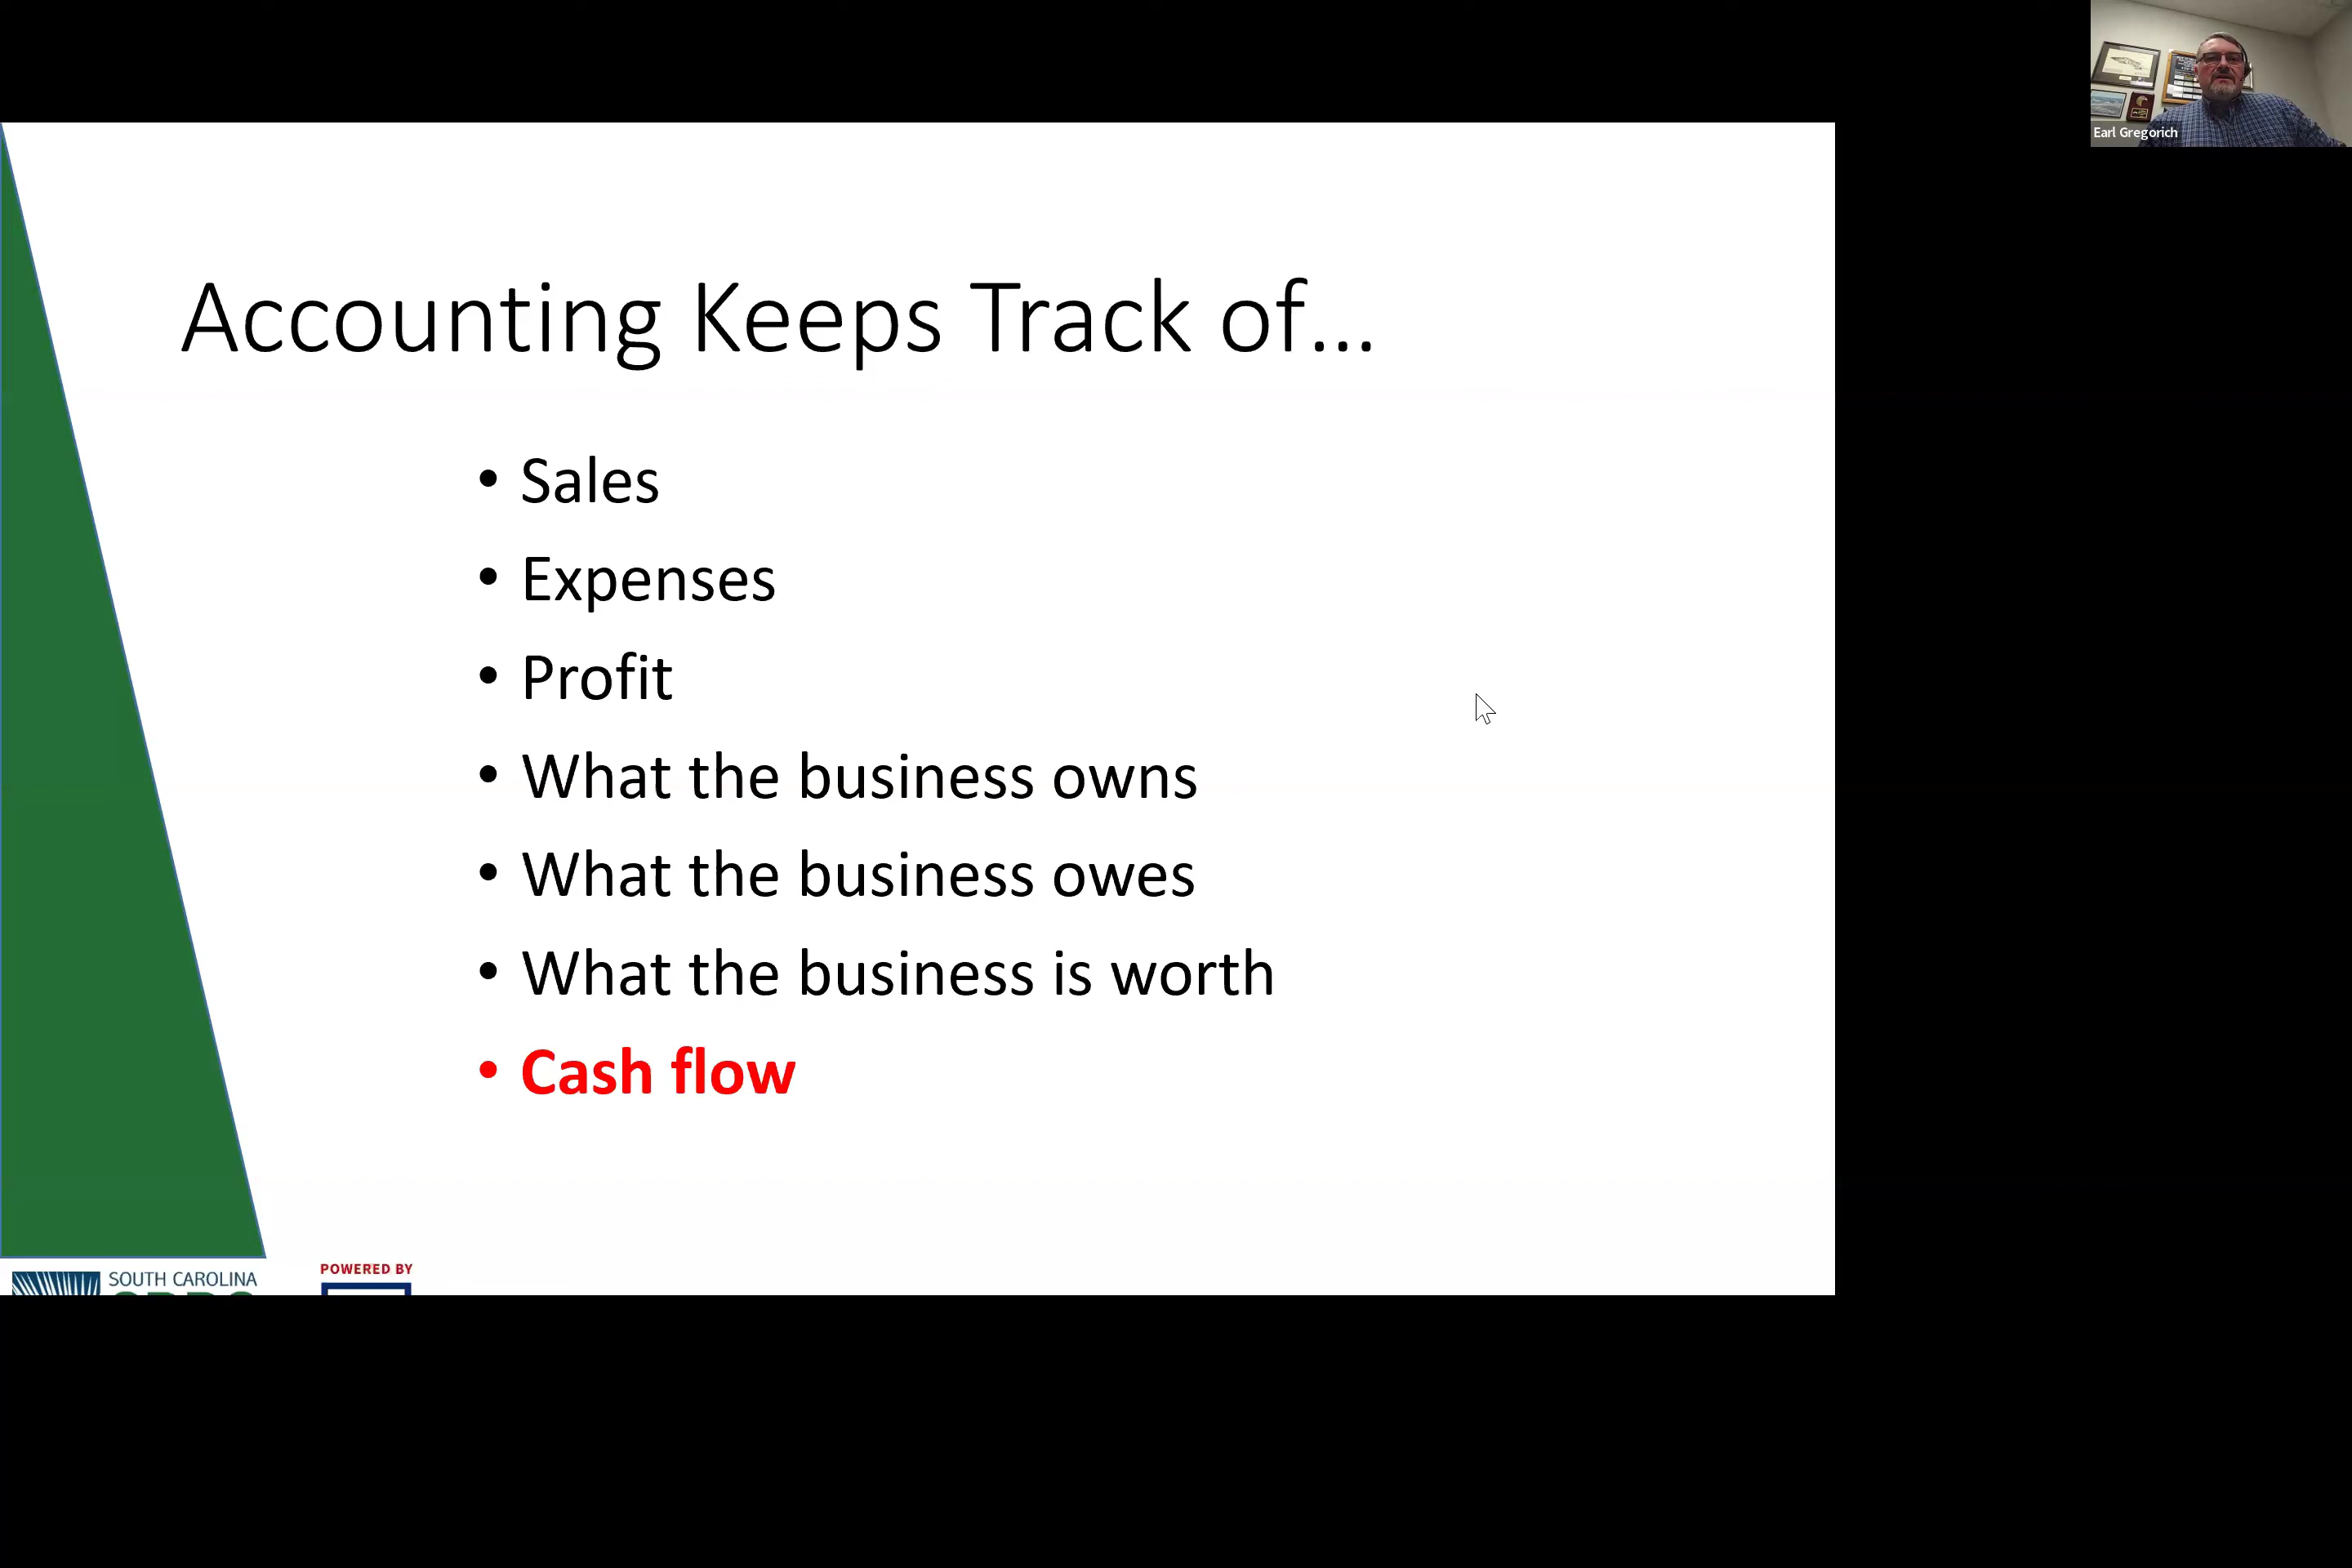 Earl Gregorich
Accounting Keeps Track of...
• Sales
• Expenses
• Profit
• What the business owns
• What the business owes
• What the business is worth
• Cash flow
SOUTH CAROLINA
POWERED BY